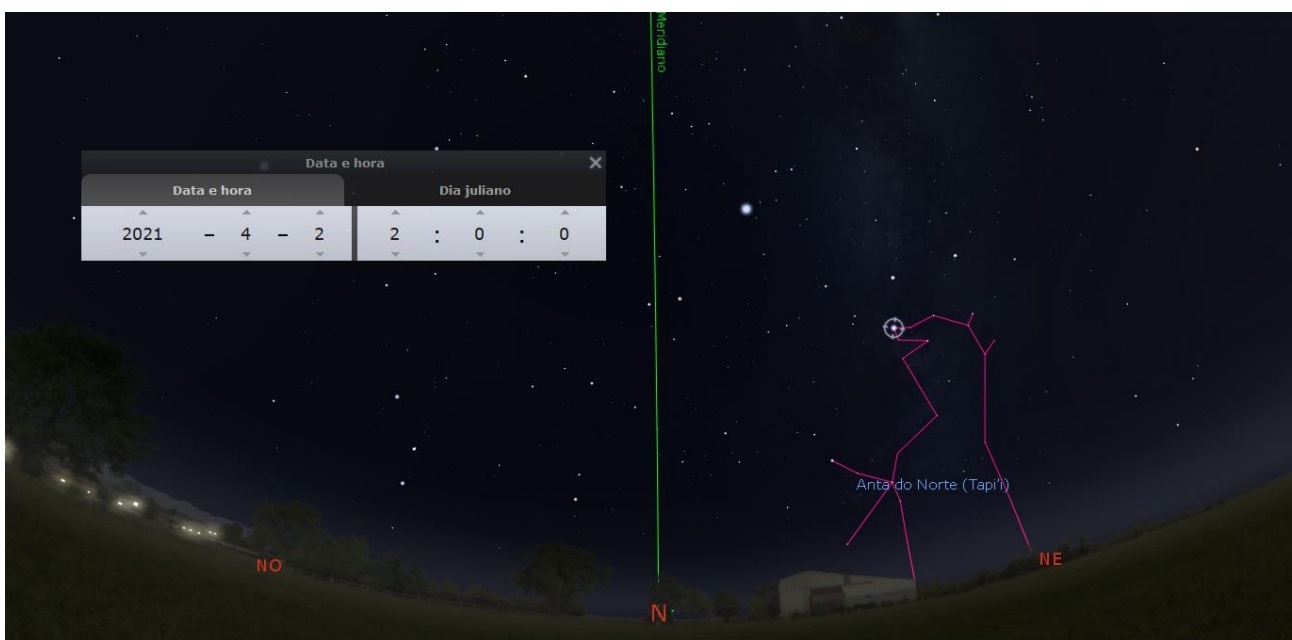 Meridiano
Data e hora ×
Data e hora Dia juliano
2021 – 4 – 2 2 : 0 : 0
Anta do Norte (Tapi'i)
NO
NE
N